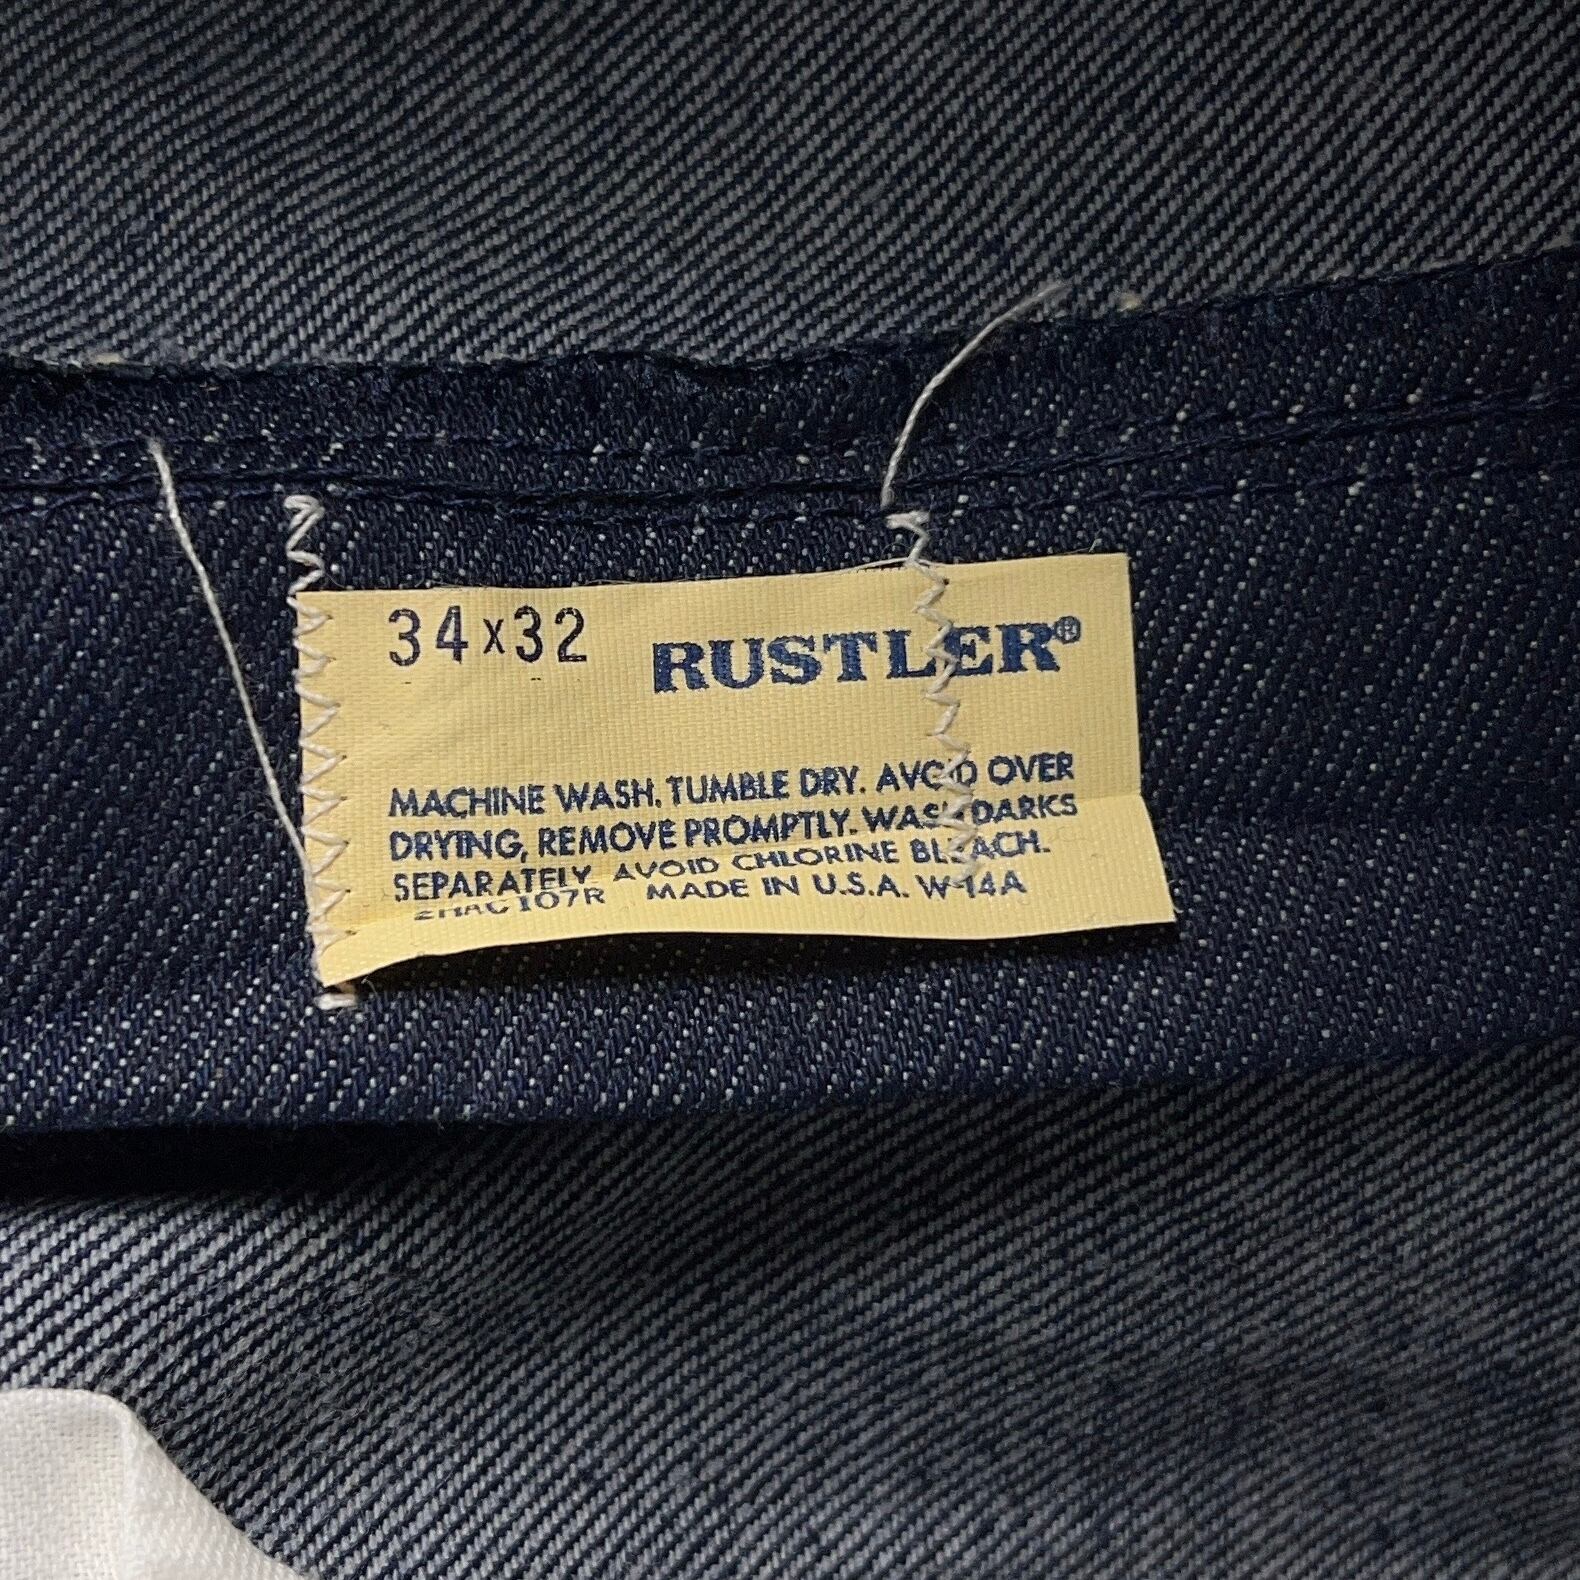 34x32
RUSTLER®
MACHINE WASH. TUMBLE DRY. AVOID OVER
DRYING, REMOVE PROMPTLY. WASH DARKS
SEPARATELY AVOID CHLORINE BLEACH.
107R MADE IN U.S.A. W-14A